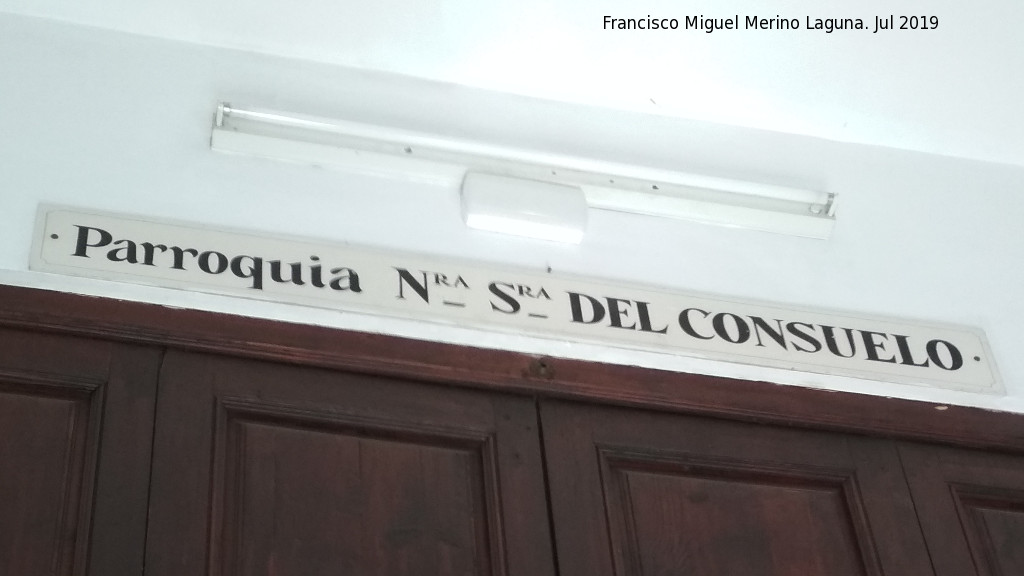 Francisco Miguel Merino Laguna. Jul 2019
Parroquia Nᴿᴬ Sᴿᴬ DEL CONSUELO